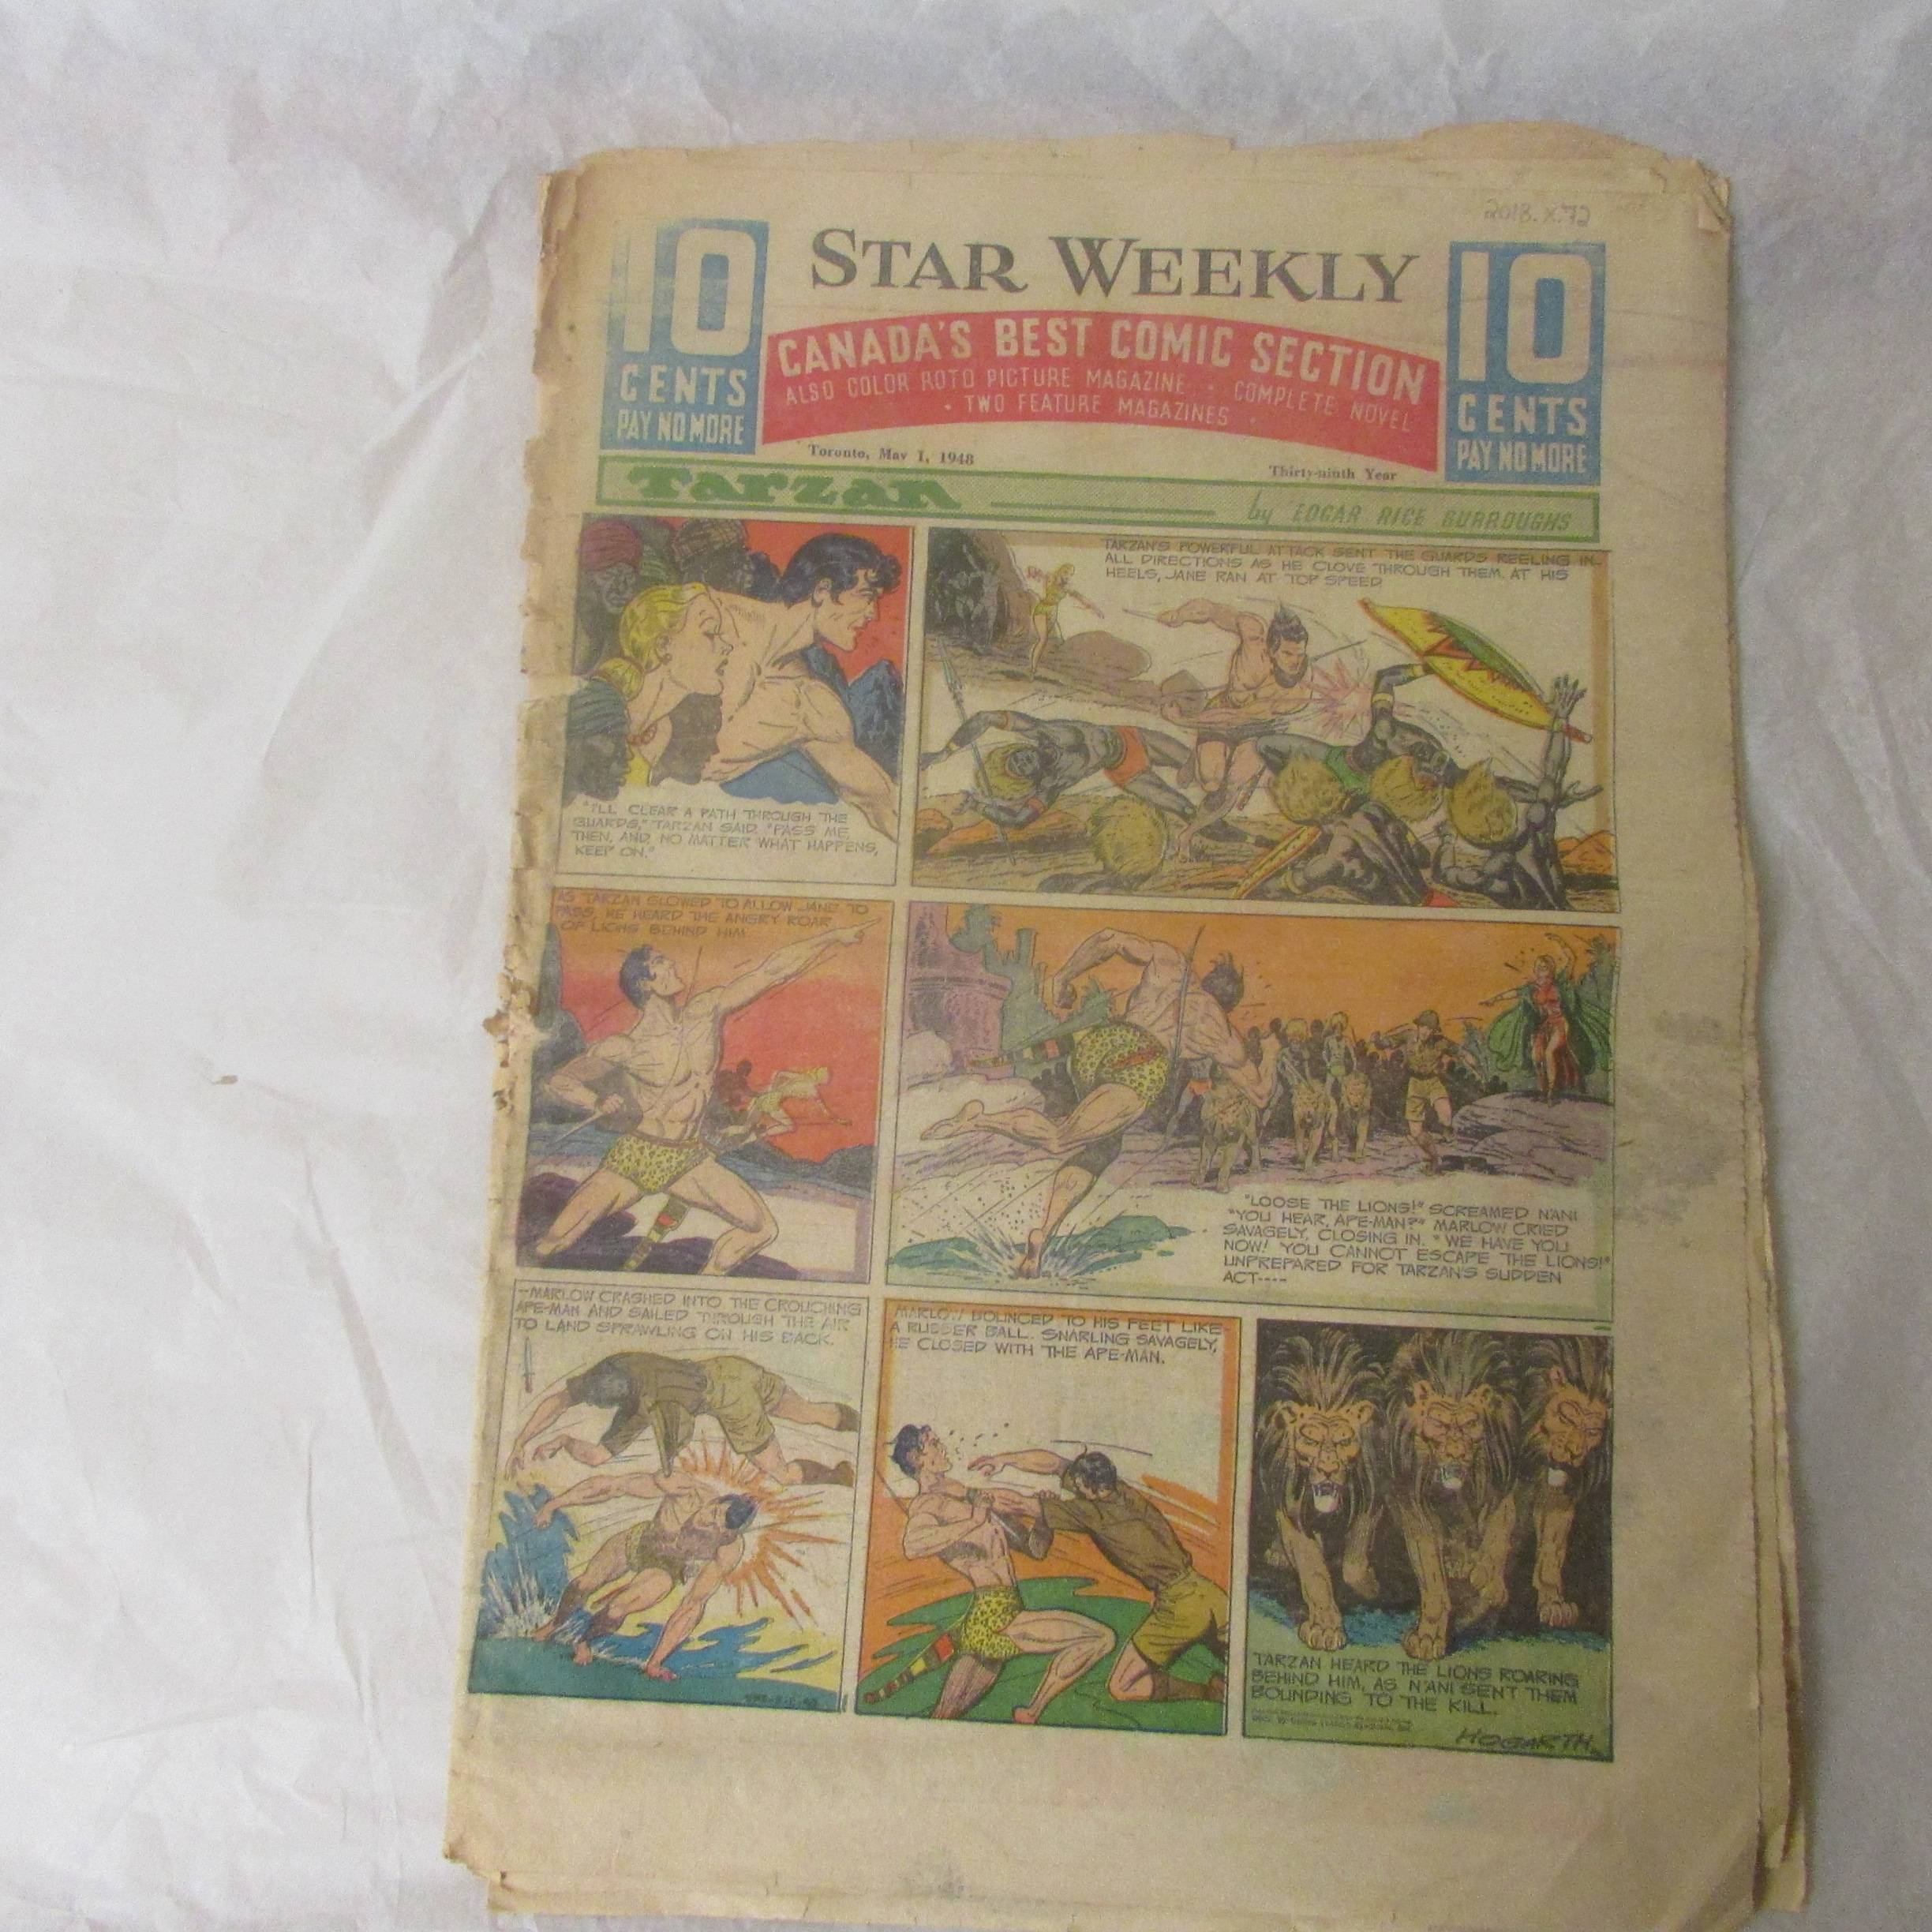 2018.X.72
10
CENTS
PAY NO MORE
STAR WEEKLY
CANADA'S BEST COMIC SECTION
ALSO COLOR ROTO PICTURE MAGAZINE • COMPLETE NOVEL
• TWO FEATURE MAGAZINES •
10
CENTS
PAY NO MORE
Toronto, May 1, 1948
Thirty-ninth Year
Tarzan
by EDGAR RICE BURROUGHS
"I'LL CLEAR A PATH THROUGH THE
GUARDS," TARZAN SAID. "PASS ME,
THEN, AND, NO MATTER WHAT HAPPENS,
KEEP ON."
TARZAN'S POWERFUL ATTACK SENT THE GUARDS REELING IN
ALL DIRECTIONS AS HE CLOVE THROUGH THEM. AT HIS
HEELS, JANE RAN AT TOP SPEED
AS TARZAN SLOWED TO ALLOW JANE TO
PASS, HE HEARD THE ANGRY ROAR
OF LIONS BEHIND HIM
"LOOSE THE LIONS!" SCREAMED N'ANI
"YOU HEAR, APE-MAN?" MARLOW CRIED
SAVAGELY, CLOSING IN. "WE HAVE YOU
NOW! YOU CANNOT ESCAPE THE LIONS!"
UNPREPARED FOR TARZAN'S SUDDEN
ACT----
--MARLOW CRASHED INTO THE CROUCHING
APE-MAN AND SAILED THROUGH THE AIR
TO LAND SPRAWLING ON HIS BACK.
MARLOW BOUNCED TO HIS FEET LIKE
A RUBBER BALL. SNARLING SAVAGELY,
HE CLOSED WITH THE APE-MAN.
TARZAN HEARD THE LIONS ROARING
BEHIND HIM, AS N'ANI SENT THEM
BOUNDING TO THE KILL.
HOGARTH